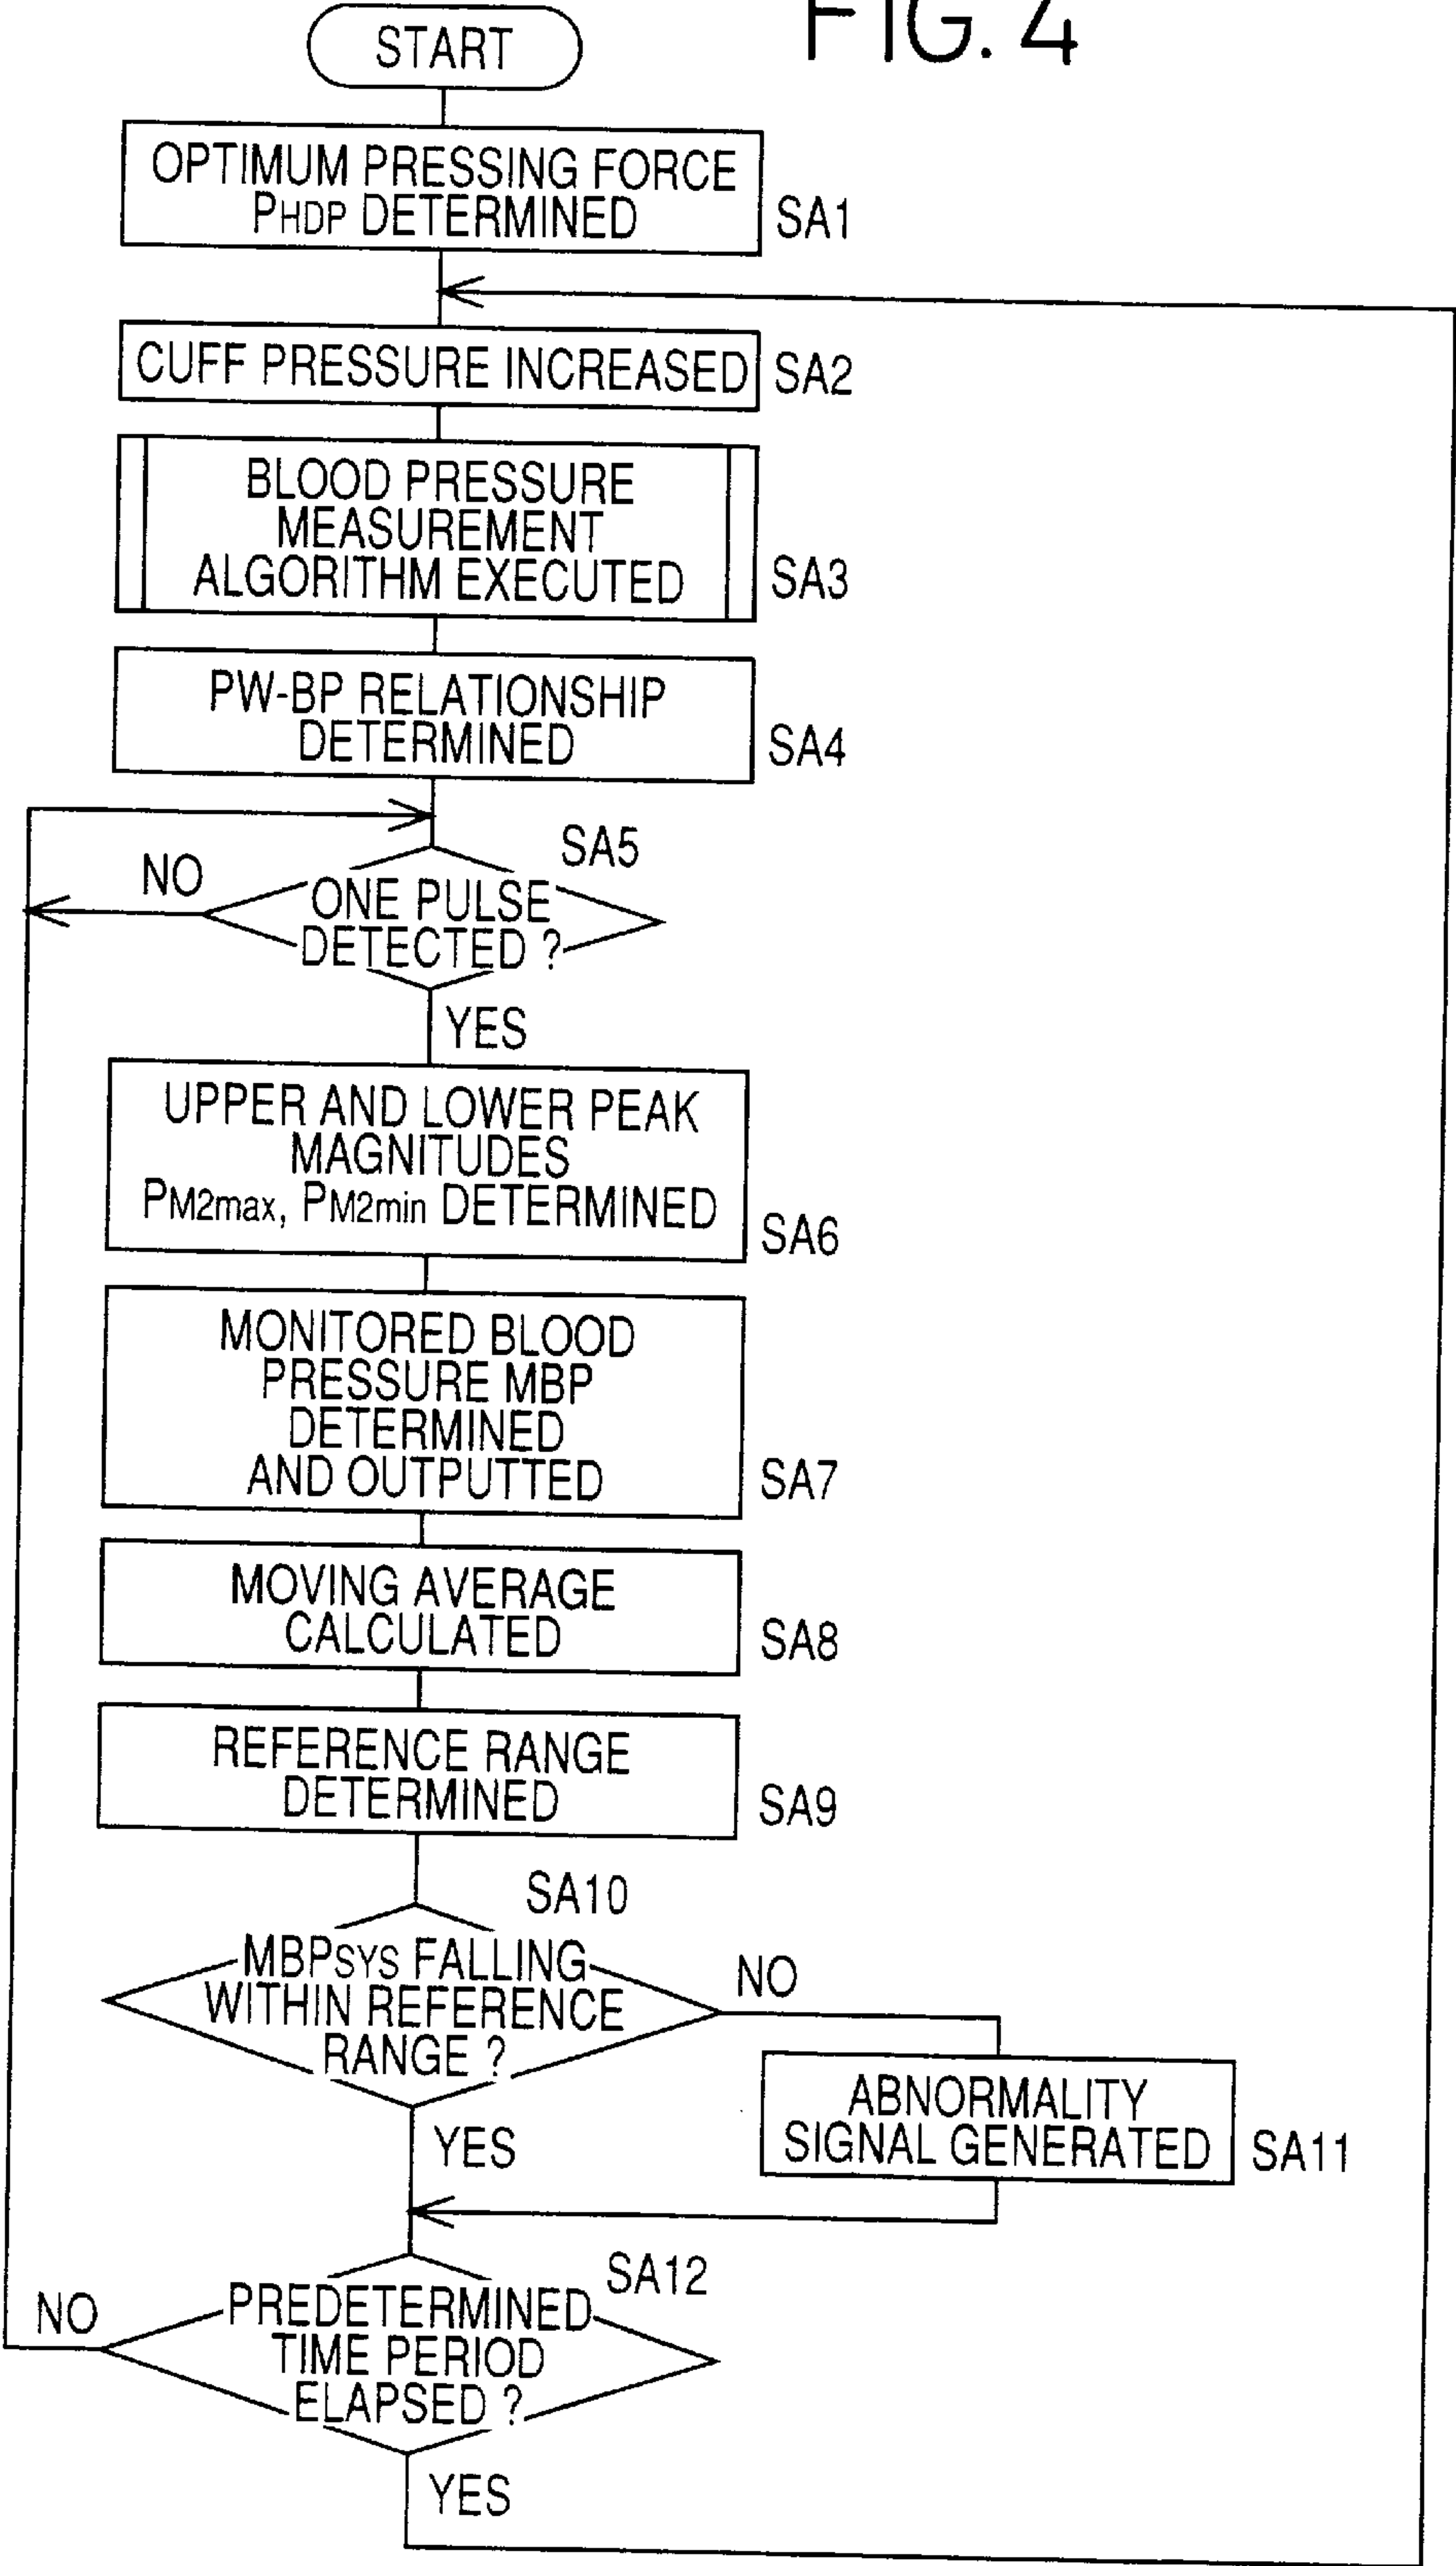 FIG. 4
START
OPTIMUM PRESSING FORCE
PHDP DETERMINED
SA1
CUFF PRESSURE INCREASED
SA2
BLOOD PRESSURE
MEASUREMENT
ALGORITHM EXECUTED
SA3
PW-BP RELATIONSHIP
DETERMINED
SA4
SA5
NO
ONE PULSE
DETECTED ?
YES
UPPER AND LOWER PEAK
MAGNITUDES
PM2max, PM2min DETERMINED
SA6
MONITORED BLOOD
PRESSURE MBP
DETERMINED
AND OUTPUTTED
SA7
MOVING AVERAGE
CALCULATED
SA8
REFERENCE RANGE
DETERMINED
SA9
SA10
MBPSYS FALLING
WITHIN REFERENCE
RANGE ?
NO
YES
ABNORMALITY
SIGNAL GENERATED
SA11
SA12
NO
PREDETERMINED
TIME PERIOD
ELAPSED ?
YES